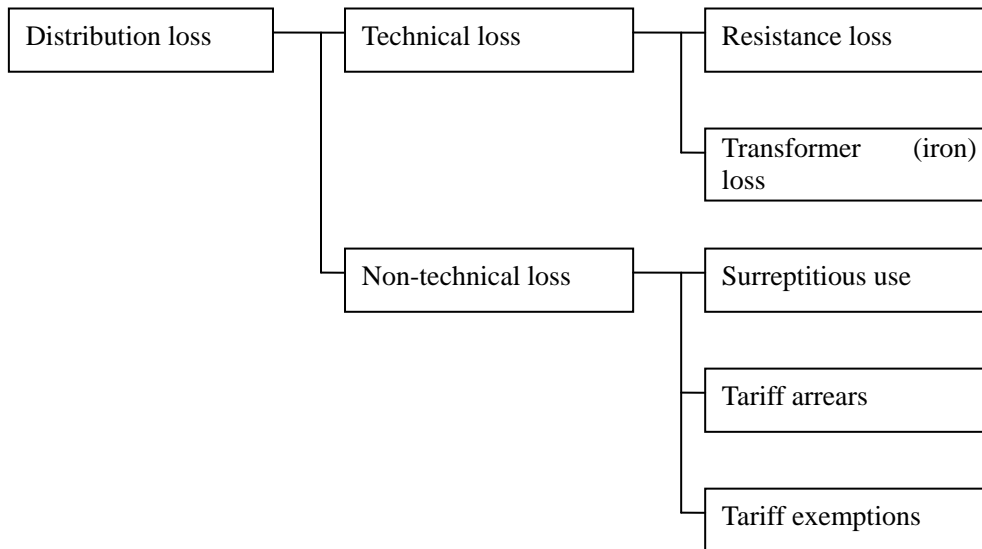 Distribution loss
Technical loss
Resistance loss
Transformer (iron)
loss
Non-technical loss
Surreptitious use
Tariff arrears
Tariff exemptions